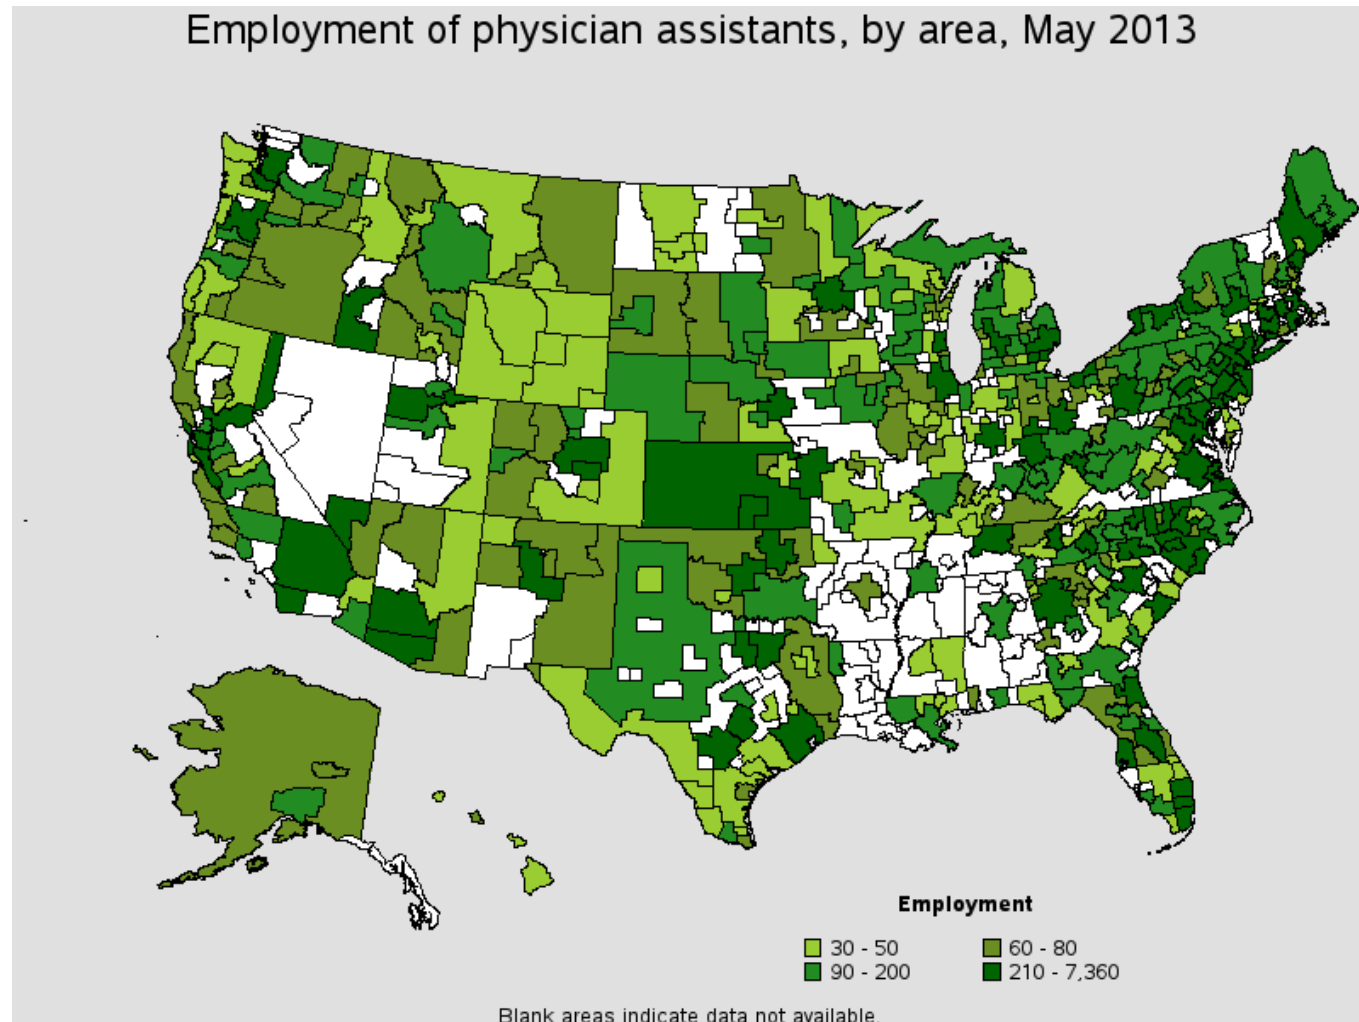 Employment of physician assistants, by area, May 2013
Employment
30 - 50
60 - 80
90 - 200
210 - 7,360
Blank areas indicate data not available.